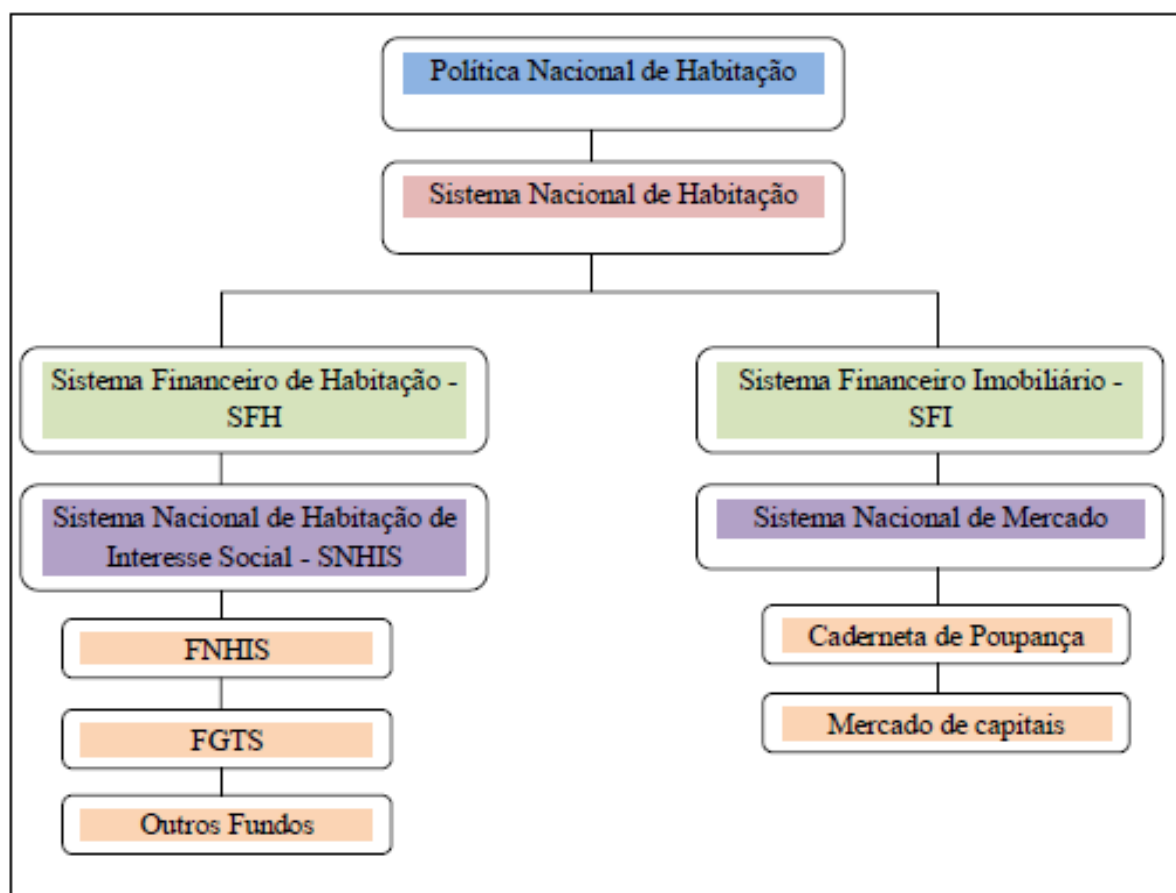 Política Nacional de Habitação
Sistema Nacional de Habitação
Sistema Financeiro de Habitação -
SFH
Sistema Nacional de Habitação de
Interesse Social - SNHIS
FNHIS
FGTS
Outros Fundos
Sistema Financeiro Imobiliário -
SFI
Sistema Nacional de Mercado
Caderneta de Poupança
Mercado de capitais